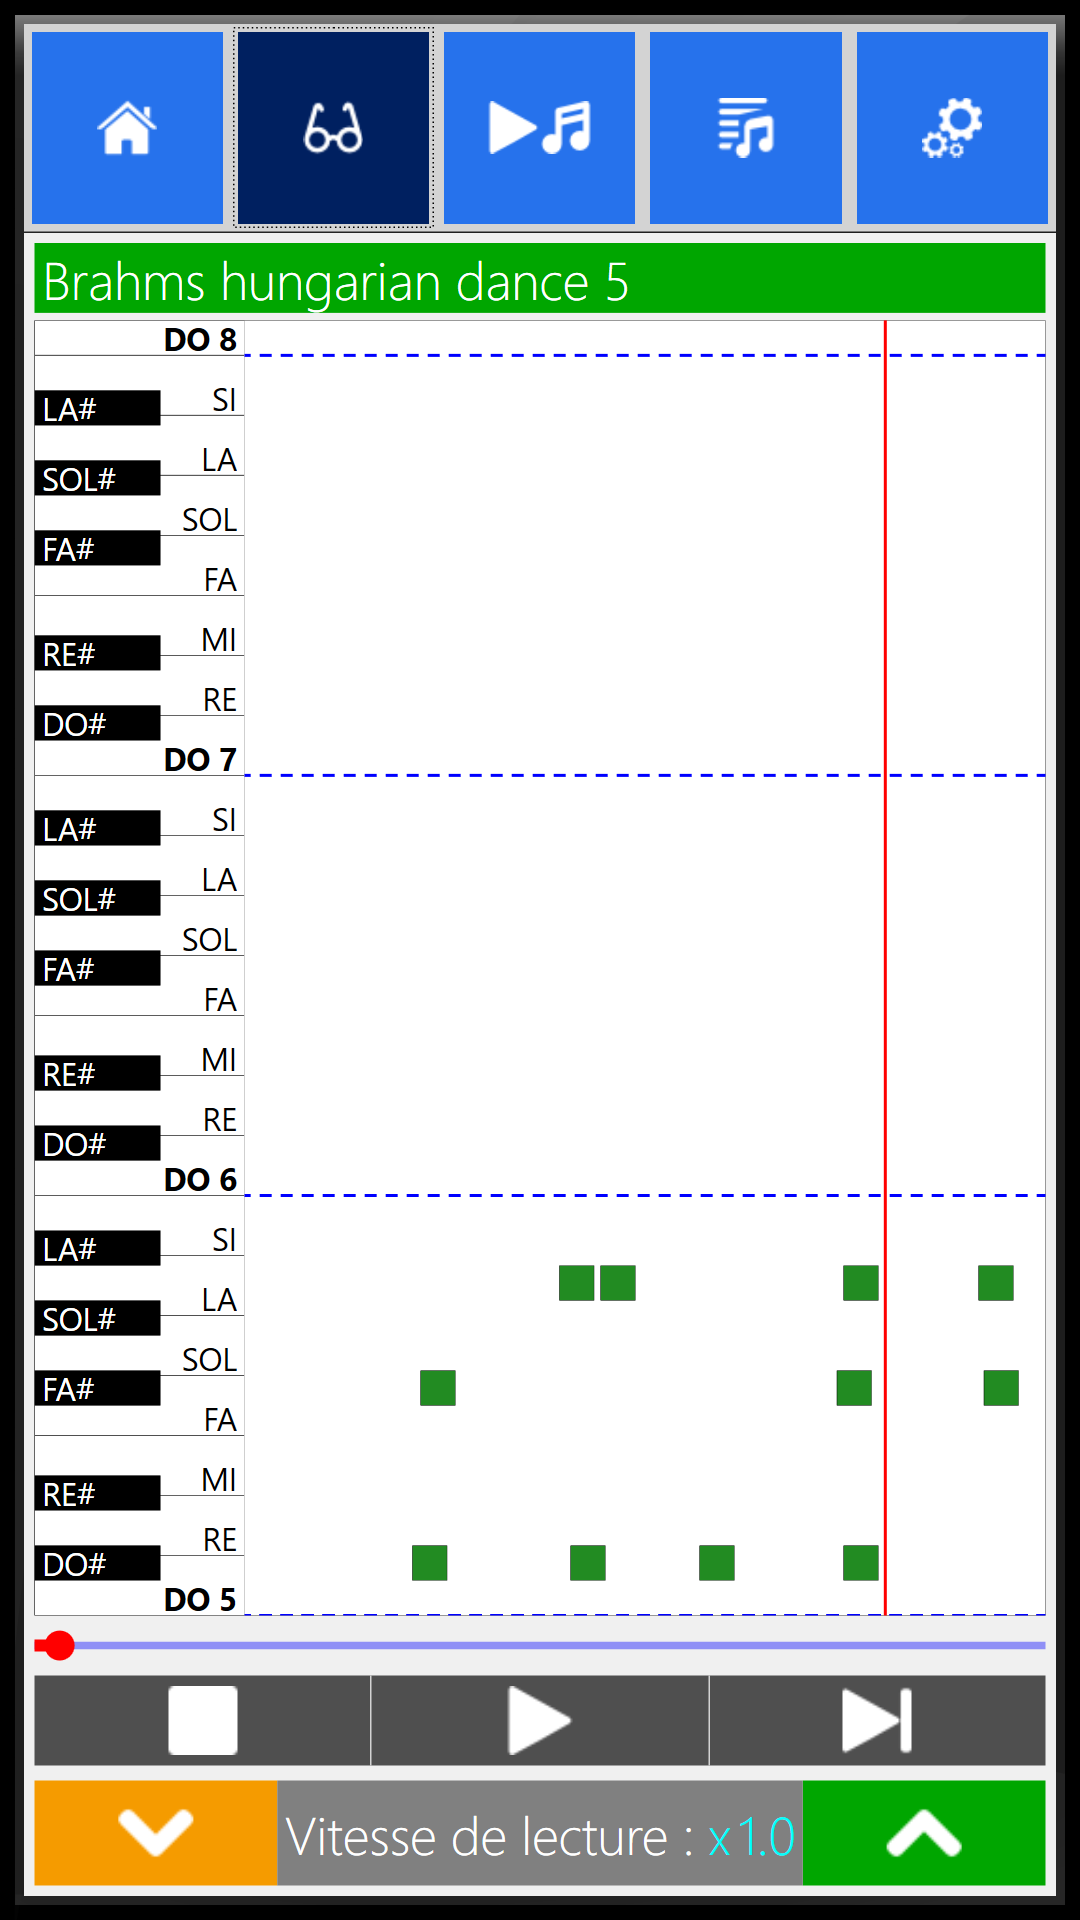 Brahms hungarian dance 5
DO 8
SI
LA#
LA
SOL#
SOL
FA#
FA
MI
RE#
RE
DO#
DO 7
SI
LA#
LA
SOL#
SOL
FA#
FA
MI
RE#
RE
DO#
DO 6
SI
LA#
LA
SOL#
SOL
FA#
FA
MI
RE#
RE
DO#
DO 5
Vitesse de lecture : x1.0